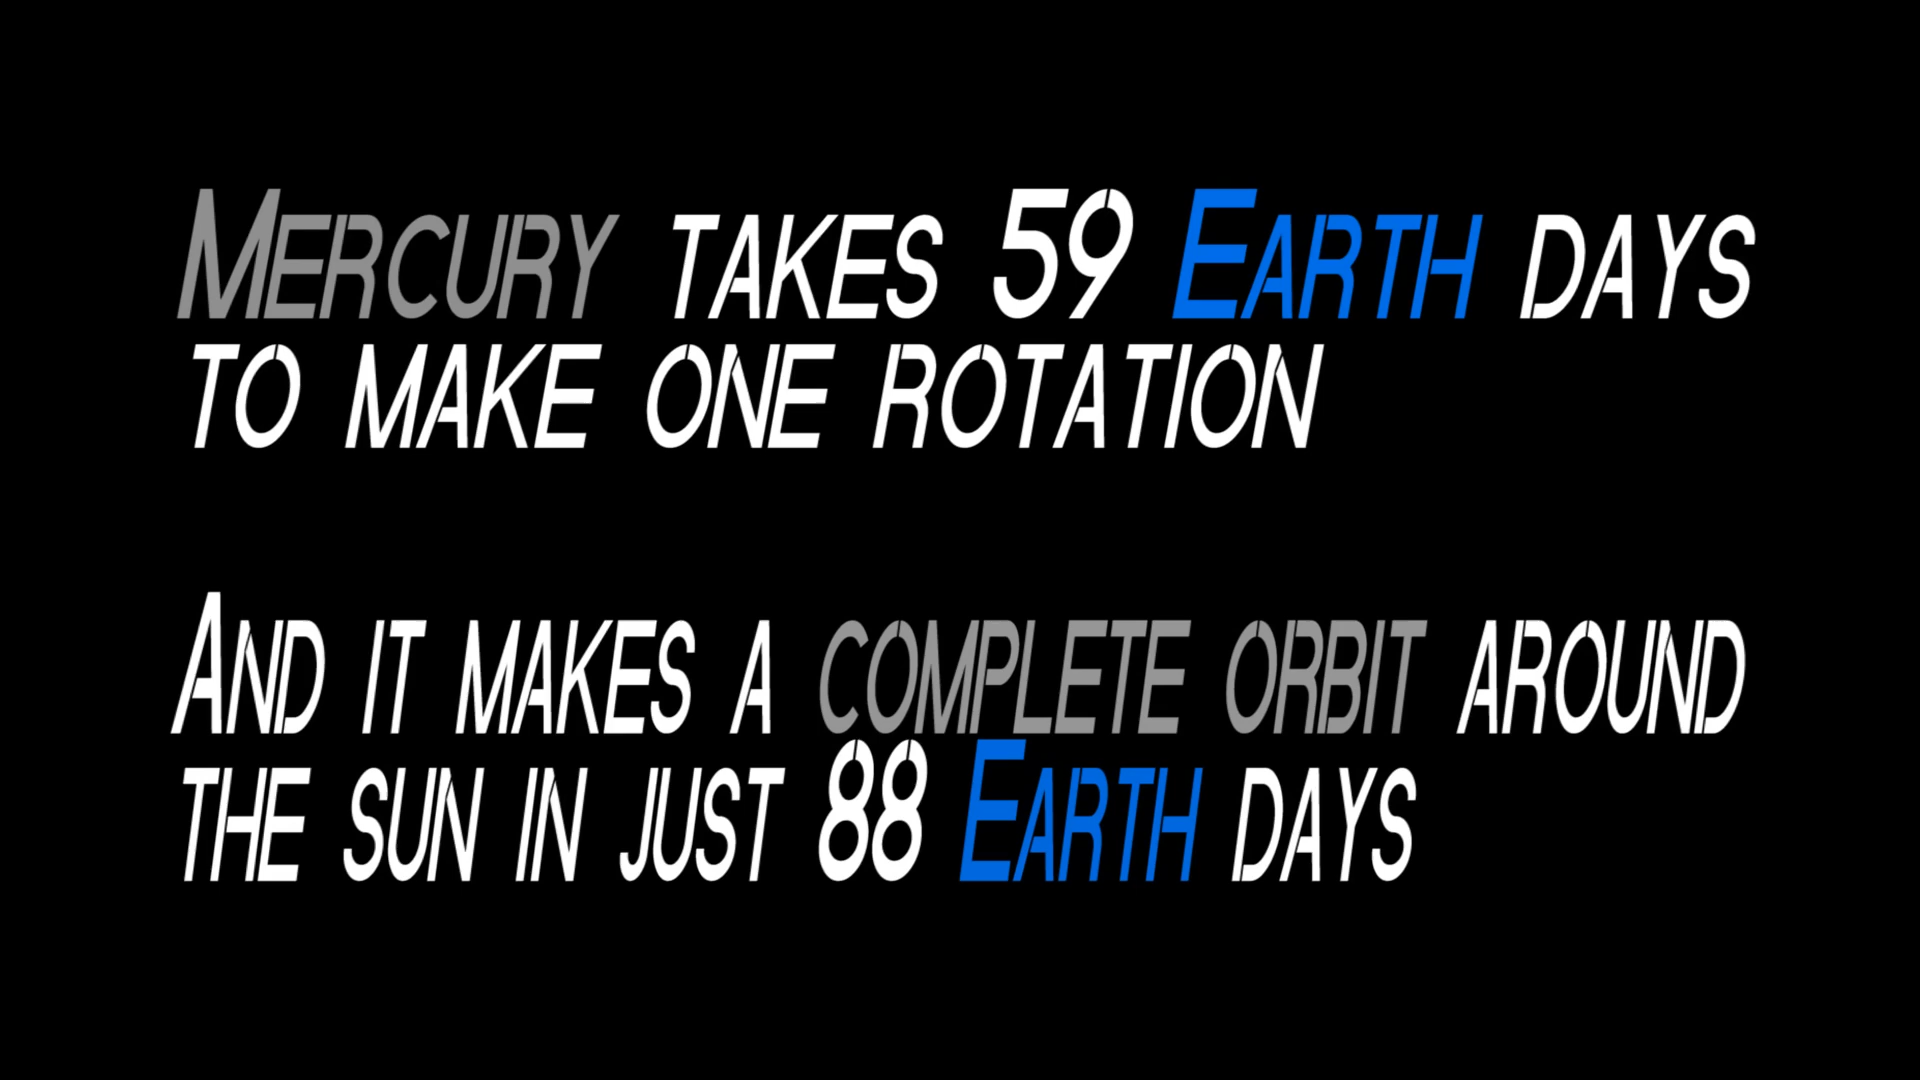 Mercury takes 59 Earth days
to make one rotation
And it makes a complete orbit around
the sun in just 88 Earth days